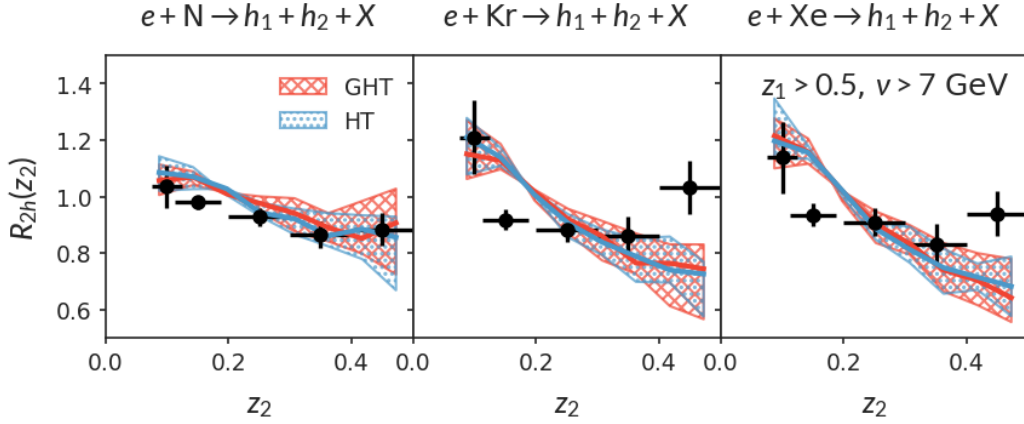 e + N → h₁ + h₂ + X
e + Kr → h₁ + h₂ + X
e + Xe → h₁ + h₂ + X
R₂ₕ(z₂)
1.4
1.2
1.0
0.8
0.6
GHT
HT
z₁ > 0.5, ν > 7 GeV
0.0 0.2 0.4
0.0 0.2 0.4
0.0 0.2 0.4
z₂
z₂
z₂